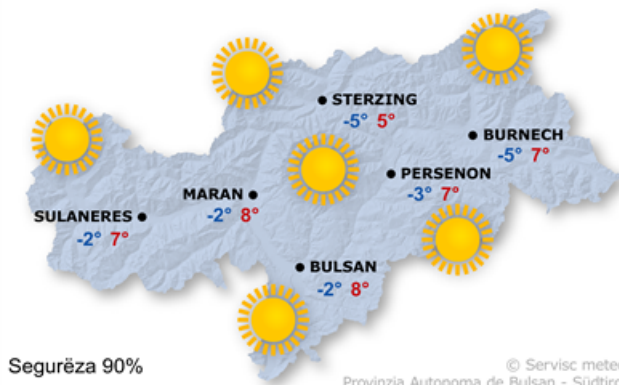 STERZING
-5° 5°
BURNECH
-5° 7°
PERSENON
-3° 7°
MARAN
-2° 8°
SULANERES
-2° 7°
BULSAN
-2° 8°
Segurëza 90%
© Servisc mete
Provinzia Autonoma de Bulsan - Südtiro